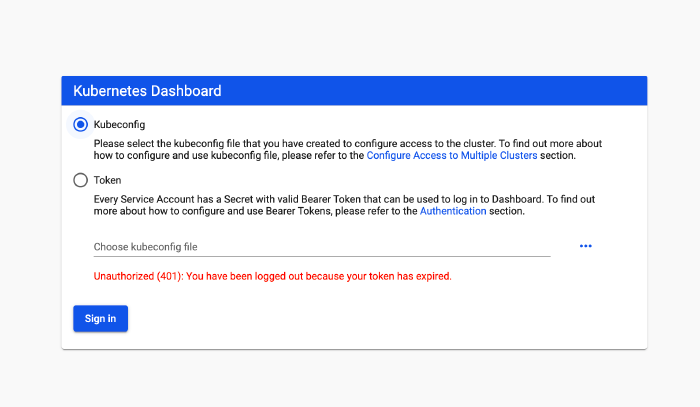 Kubernetes Dashboard
Kubeconfig
Please select the kubeconfig file that you have created to configure access to the cluster. To find out more about
how to configure and use kubeconfig file, please refer to the Configure Access to Multiple Clusters section.
Token
Every Service Account has a Secret with valid Bearer Token that can be used to log in to Dashboard. To find out
more about how to configure and use Bearer Tokens, please refer to the Authentication section.
Choose kubeconfig file
Unauthorized (401): You have been logged out because your token has expired.
Sign in